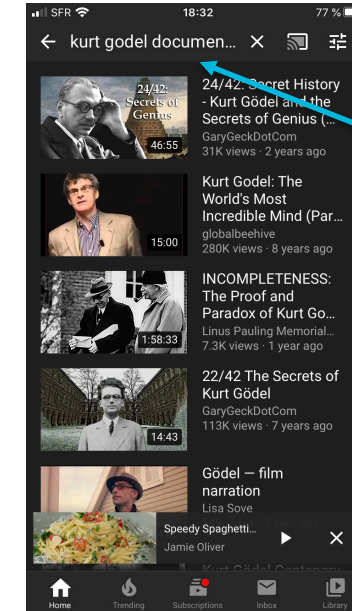 SFR 18:32 77 %
kurt godel documen...
24/42:
Secrets of
Genius
46:55
24/42: Secret History
- Kurt Gödel and the
Secrets of Genius (...
GaryGeckDotCom
31K views · 2 years ago
15:00
Kurt Godel: The
World's Most
Incredible Mind (Par...
globalbeehive
280K views · 8 years ago
1:58:33
INCOMPLETENESS:
The Proof and
Paradox of Kurt Go...
Linus Pauling Memorial...
7.3K views · 1 year ago
14:43
22/42 The Secrets of
Kurt Gödel
GaryGeckDotCom
113K views · 7 years ago
Gödel — film
narration
Lisa Sove
Speedy Spaghetti...
Jamie Oliver
Home Trending Subscriptions Inbox Library